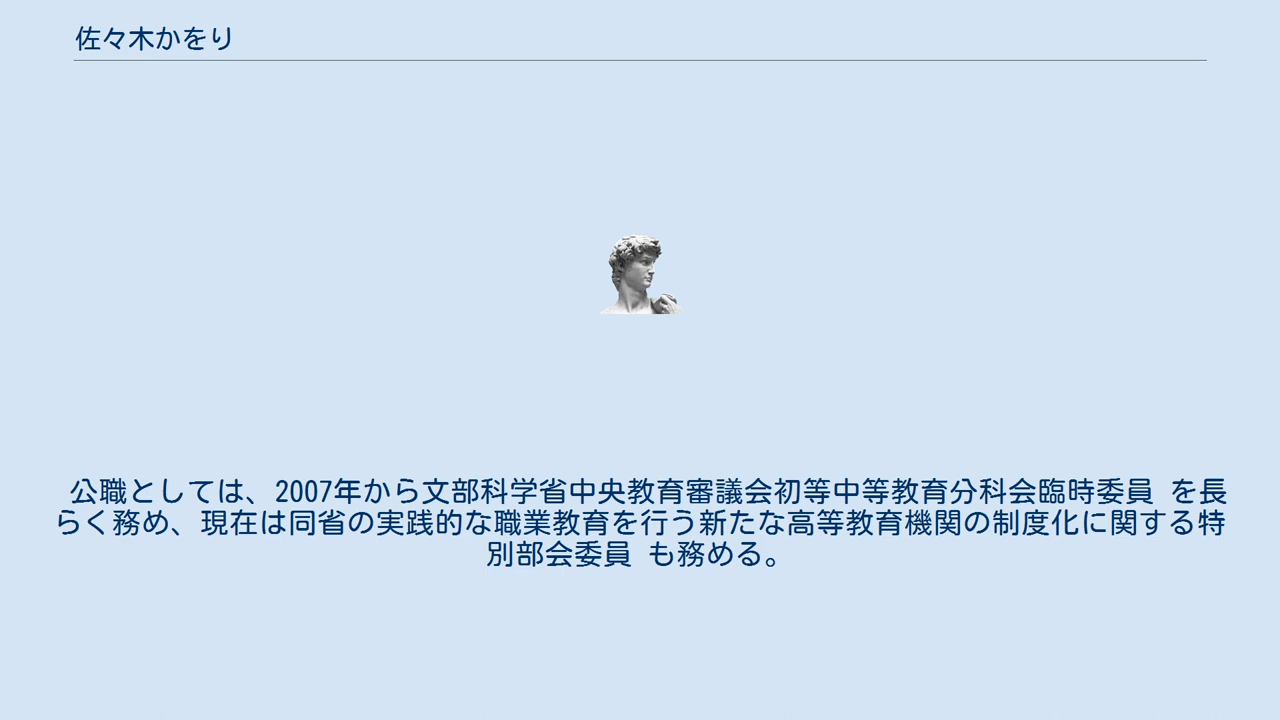 佐々木かをり
公職としては、2007年から文部科学省中央教育審議会初等中等教育分科会臨時委員 を長
らく務め、現在は同省の実践的な職業教育を行う新たな高等教育機関の制度化に関する特
別部会委員 も務める。